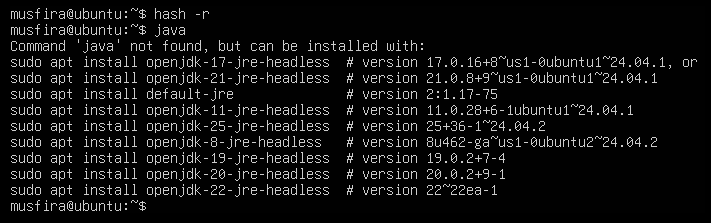 musfira@ubuntu:~$ hash -r
musfira@ubuntu:~$ java
Command 'java' not found, but can be installed with:
sudo apt install openjdk-17-jre-headless  # version 17.0.16+8~us1-0ubuntu1~24.04.1, or
sudo apt install openjdk-21-jre-headless  # version 21.0.8+9~us1-0ubuntu1~24.04.1
sudo apt install default-jre              # version 2:1.17-75
sudo apt install openjdk-11-jre-headless  # version 11.0.28+6-1ubuntu1~24.04.1
sudo apt install openjdk-25-jre-headless  # version 25+36-1~24.04.2
sudo apt install openjdk-8-jre-headless   # version 8u462-ga~us1-0ubuntu2~24.04.2
sudo apt install openjdk-19-jre-headless  # version 19.0.2+7-4
sudo apt install openjdk-20-jre-headless  # version 20.0.2+9-1
sudo apt install openjdk-22-jre-headless  # version 22~22ea-1
musfira@ubuntu:~$